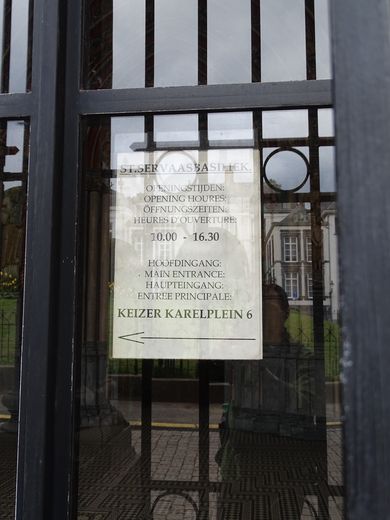 ST.SERVAASBASILIEK.
OPENINGSTIJDEN:
OPENING HOURES:
ÖFFNUNGSZEITEN:
HEURES D'OUVERTURE:
10.00 - 16.30
HOOFDINGANG:
MAIN ENTRANCE:
HAUPTEINGANG:
ENTREE PRINCIPALE:
KEIZER KARELPLEIN 6